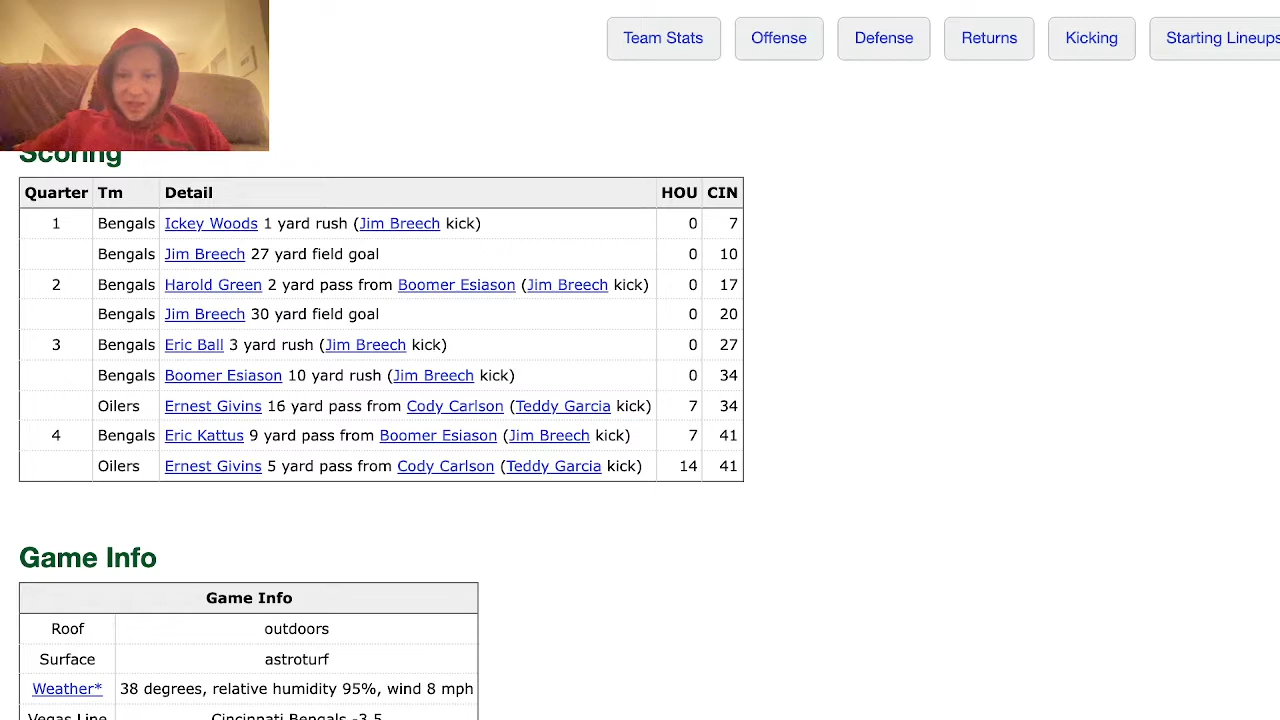 Team Stats Offense Defense Returns Kicking Starting Lineups
Scoring
Quarter Tm Detail HOU CIN
1 Bengals Ickey Woods 1 yard rush (Jim Breech kick) 0 7
Bengals Jim Breech 27 yard field goal 0 10
2 Bengals Harold Green 2 yard pass from Boomer Esiason (Jim Breech kick) 0 17
Bengals Jim Breech 30 yard field goal 0 20
3 Bengals Eric Ball 3 yard rush (Jim Breech kick) 0 27
Bengals Boomer Esiason 10 yard rush (Jim Breech kick) 0 34
Oilers Ernest Givins 16 yard pass from Cody Carlson (Teddy Garcia kick) 7 34
4 Bengals Eric Kattus 9 yard pass from Boomer Esiason (Jim Breech kick) 7 41
Oilers Ernest Givins 5 yard pass from Cody Carlson (Teddy Garcia kick) 14 41
Game Info
Game Info
Roof outdoors
Surface astroturf
Weather* 38 degrees, relative humidity 95%, wind 8 mph
Vegas Line Cincinnati Bengals -3.5